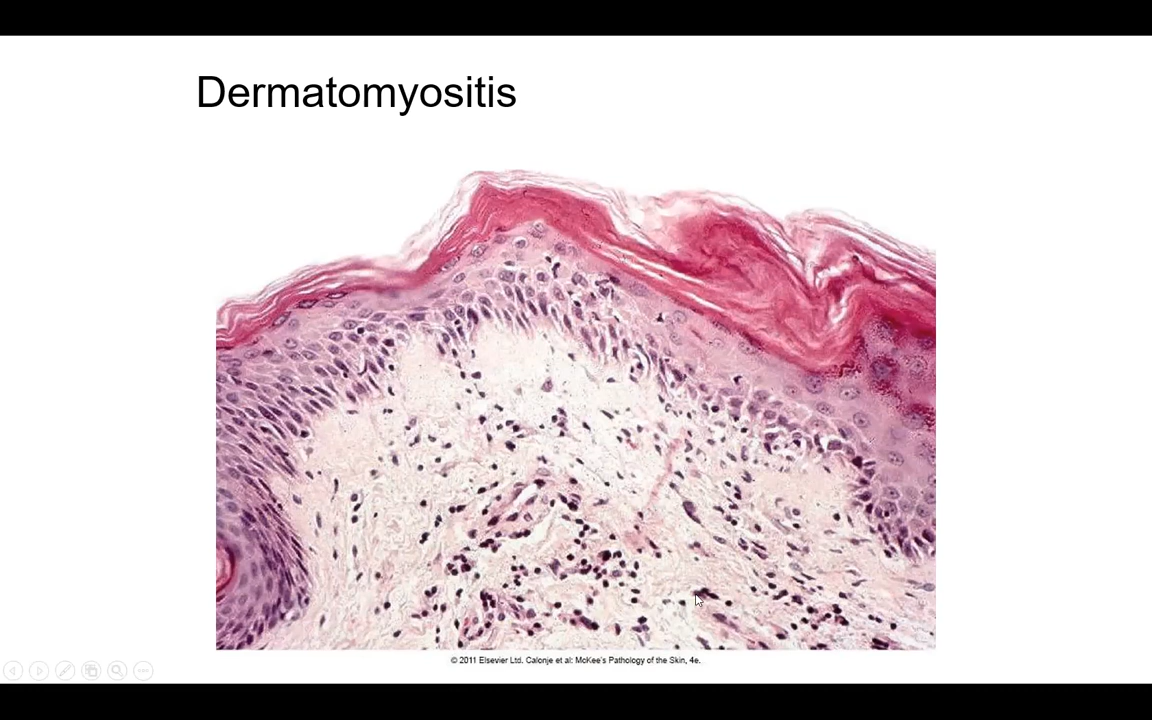 Dermatomyositis
© 2011 Elsevier Ltd. Calonje et al: McKee's Pathology of the Skin, 4e.